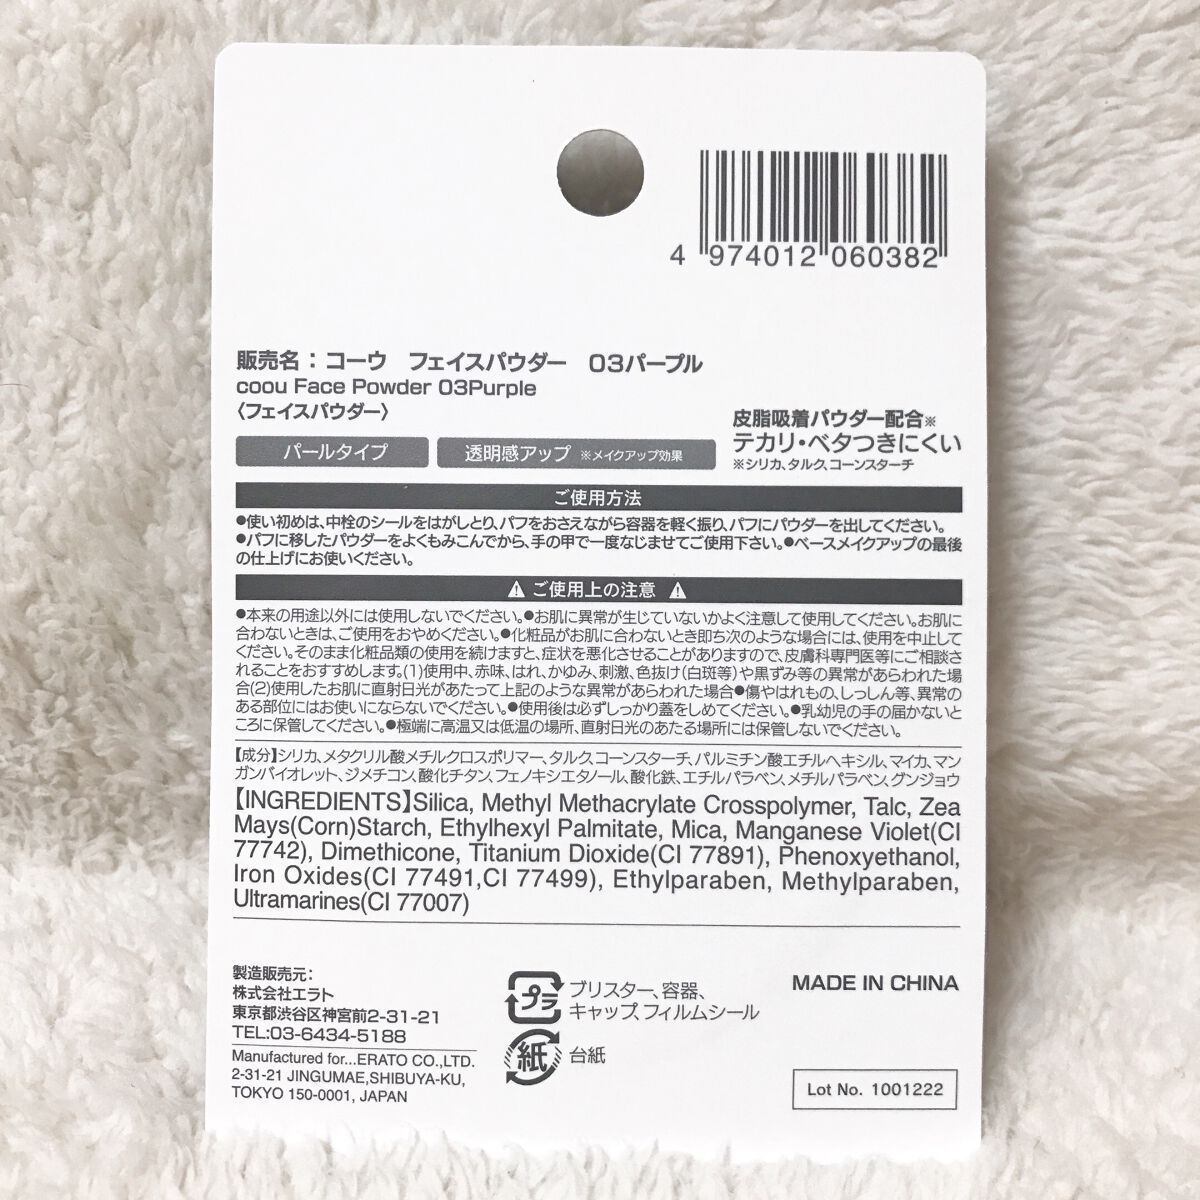 4 974012 060382
販売名：コーウ　フェイスパウダー　03パープル
coou Face Powder 03Purple
〈フェイスパウダー〉
パールタイプ
透明感アップ ※メイクアップ効果
皮脂吸着パウダー配合※
テカリ・ベタつきにくい
※シリカ、タルク、コーンスターチ
ご使用方法
●使い初めは、中栓のシールをはがしとり、パフをおさえながら容器を軽く振り、パフにパウダーを出してください。
●パフに移したパウダーをよくもみこんでから、手の甲で一度なじませてご使用下さい。●ベースメイクアップの最後
の仕上げにお使いください。
⚠ ご使用上の注意 ⚠
●本来の用途以外には使用しないでください。●お肌に異常が生じていないかよく注意して使用してください。お肌に
合わないときは、ご使用をおやめください。●化粧品がお肌に合わないとき即ち次のような場合には、使用を中止して
ください。そのまま化粧品類の使用を続けますと、症状を悪化させることがありますので、皮膚科専門医等にご相談さ
れることをおすすめします。(1)使用中、赤味、はれ、かゆみ、刺激、色抜け(白斑等)や黒ずみ等の異常があらわれた場
合(2)使用したお肌に直射日光があたって上記のような異常があらわれた場合●傷やはれもの、しっしん等、異常の
ある部位にはお使いにならないでください。●使用後は必ずしっかり蓋をしめてください。●乳幼児の手の届かないと
ころに保管してください。●極端に高温又は低温の場所、直射日光のあたる場所には保管しないでください。
【成分】シリカ、メタクリル酸メチルクロスポリマー、タルク、コーンスターチ、パルミチン酸エチルヘキシル、マイカ、マン
ガンバイオレット、ジメチコン、酸化チタン、フェノキシエタノール、酸化鉄、エチルパラベン、メチルパラベン、グンジョウ
【INGREDIENTS】Silica, Methyl Methacrylate Crosspolymer, Talc, Zea
Mays(Corn)Starch, Ethylhexyl Palmitate, Mica, Manganese Violet(CI
77742), Dimethicone, Titanium Dioxide(CI 77891), Phenoxyethanol,
Iron Oxides(CI 77491,CI 77499), Ethylparaben, Methylparaben,
Ultramarines(CI 77007)
製造販売元：
株式会社エラト
東京都渋谷区神宮前2-31-21
TEL:03-6434-5188
Manufactured for...ERATO CO.,LTD.
2-31-21 JINGUMAE,SHIBUYA-KU,
TOKYO 150-0001, JAPAN
プラ
ブリスター、容器、
キャップ、フィルムシール
紙
台紙
MADE IN CHINA
Lot No. 1001222